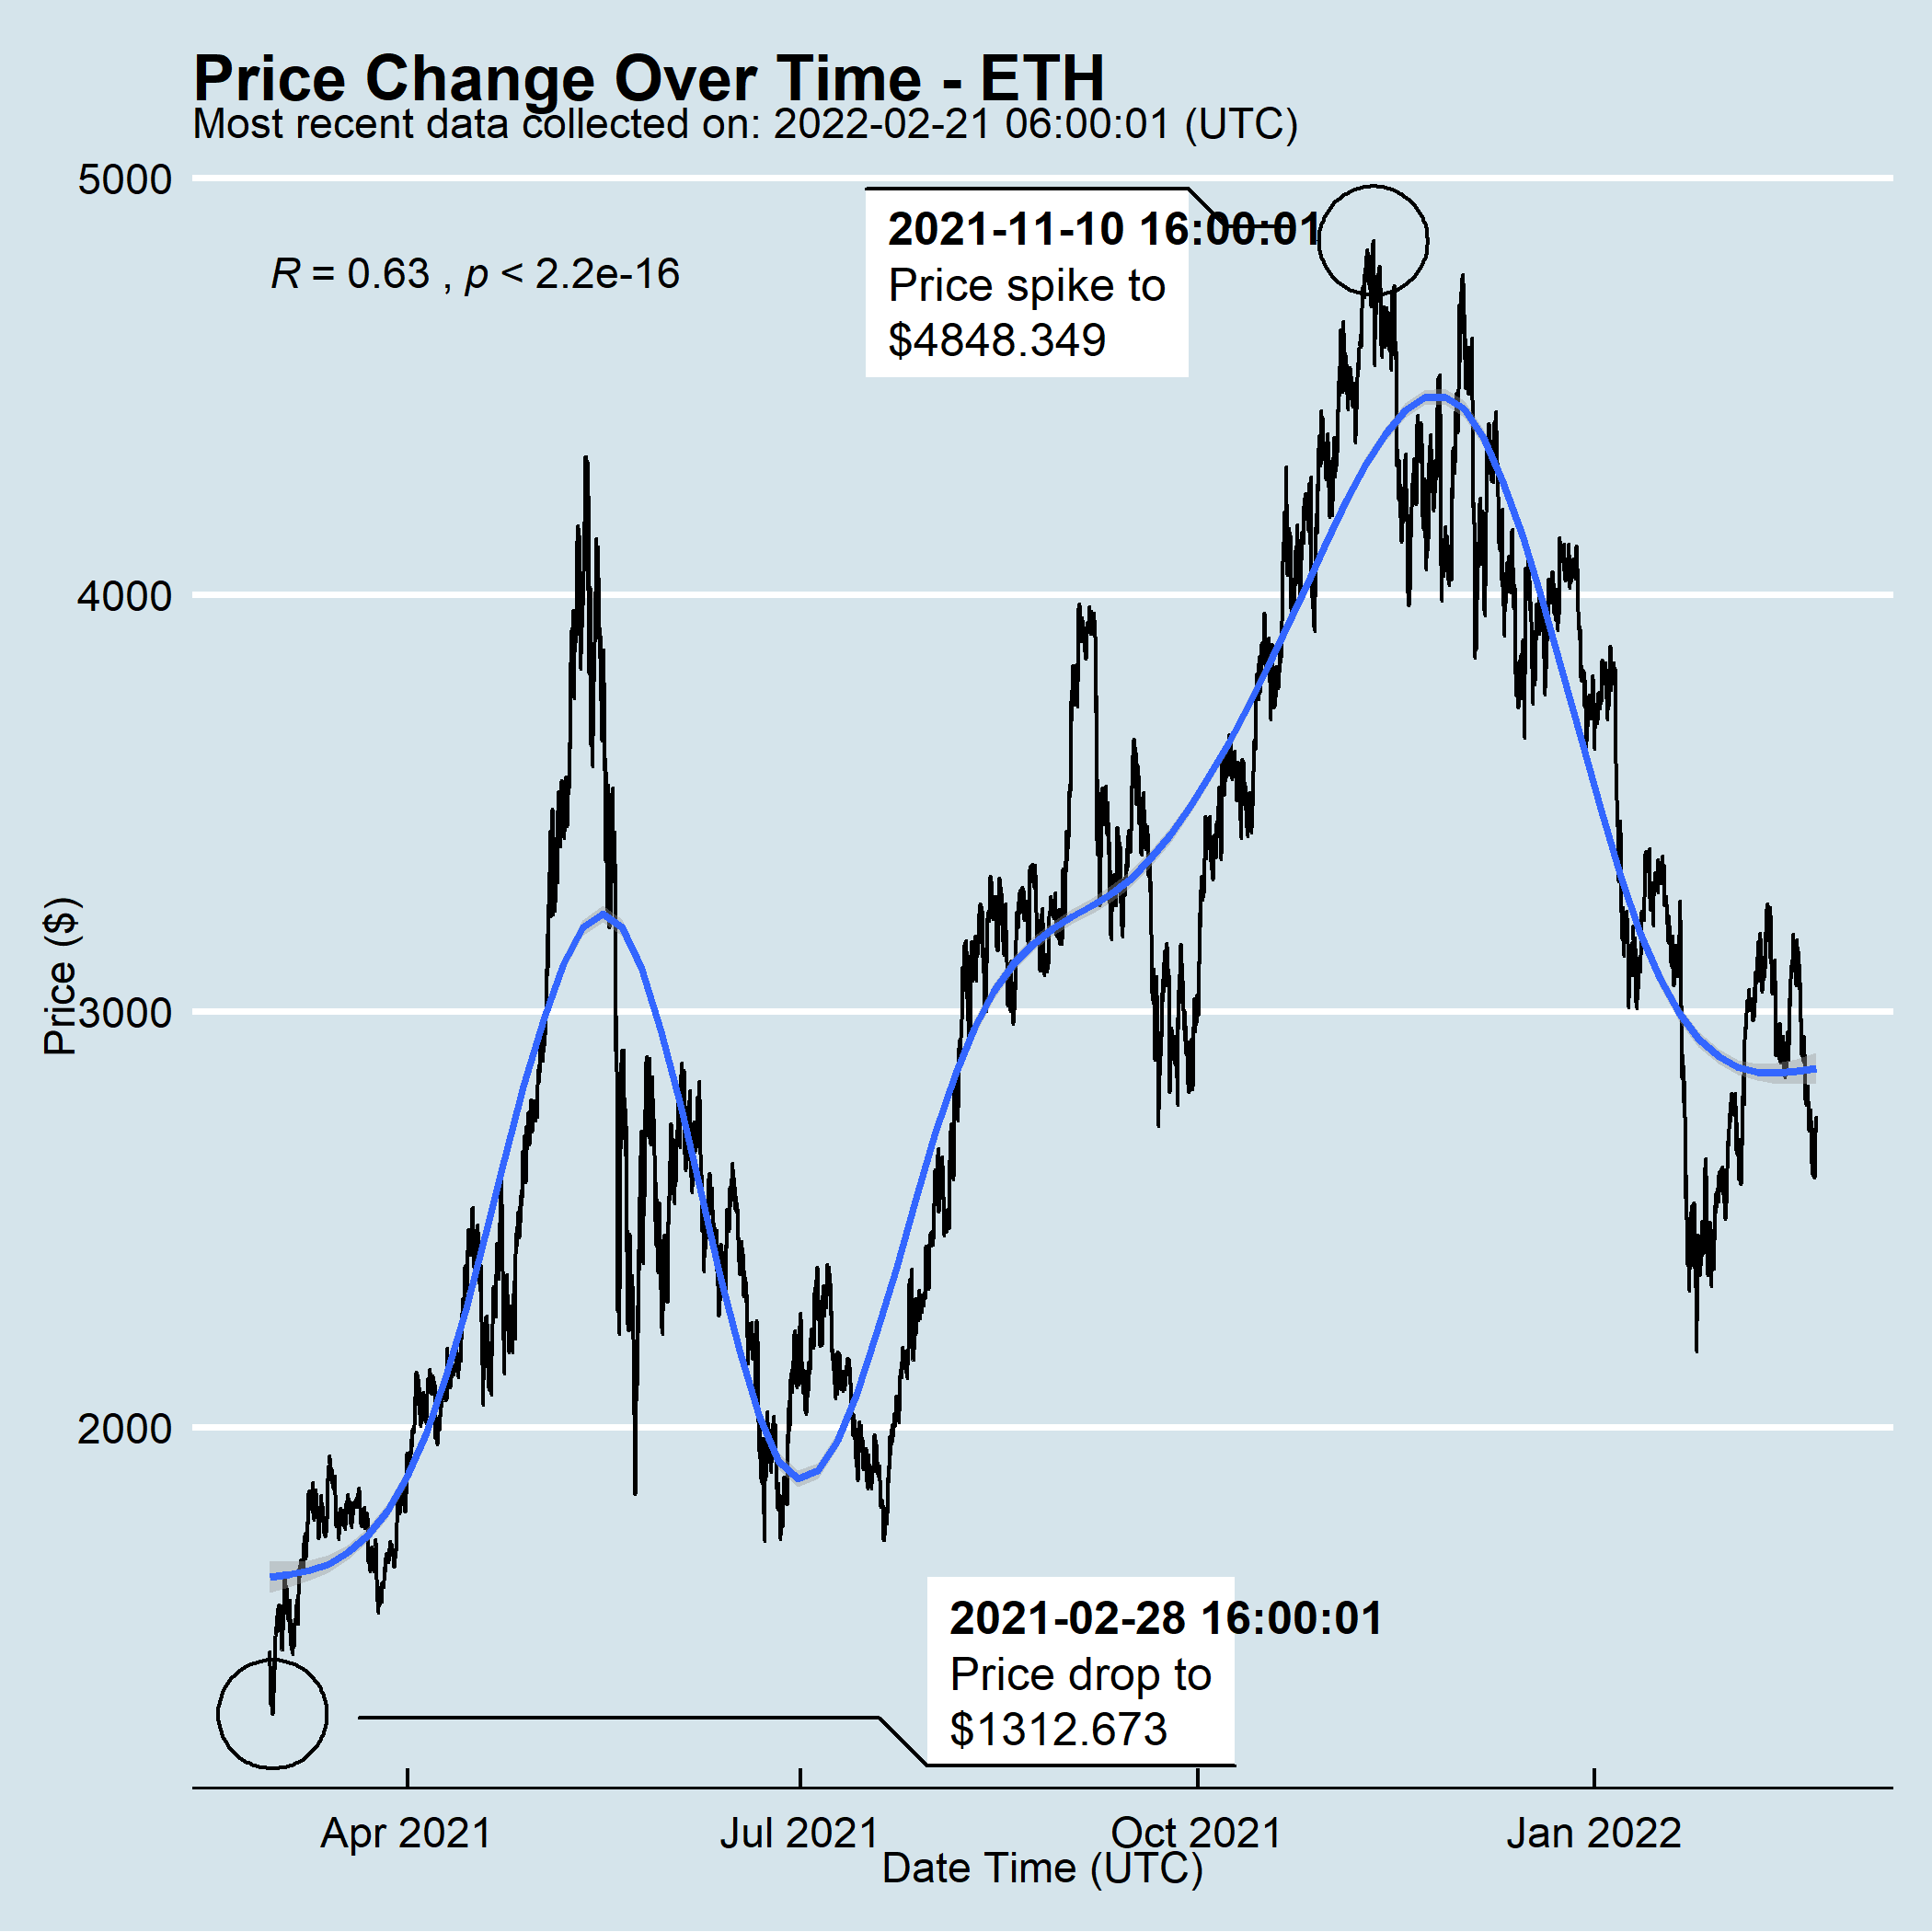 Price Change Over Time - ETH
Most recent data collected on: 2022-02-21 06:00:01 (UTC)
5000
2021-11-10 16:00:01
Price spike to
$4848.349
R = 0.63 , p < 2.2e-16
4000
Price ($)
3000
2000
2021-02-28 16:00:01
Price drop to
$1312.673
Apr 2021
Jul 2021
Oct 2021
Jan 2022
Date Time (UTC)